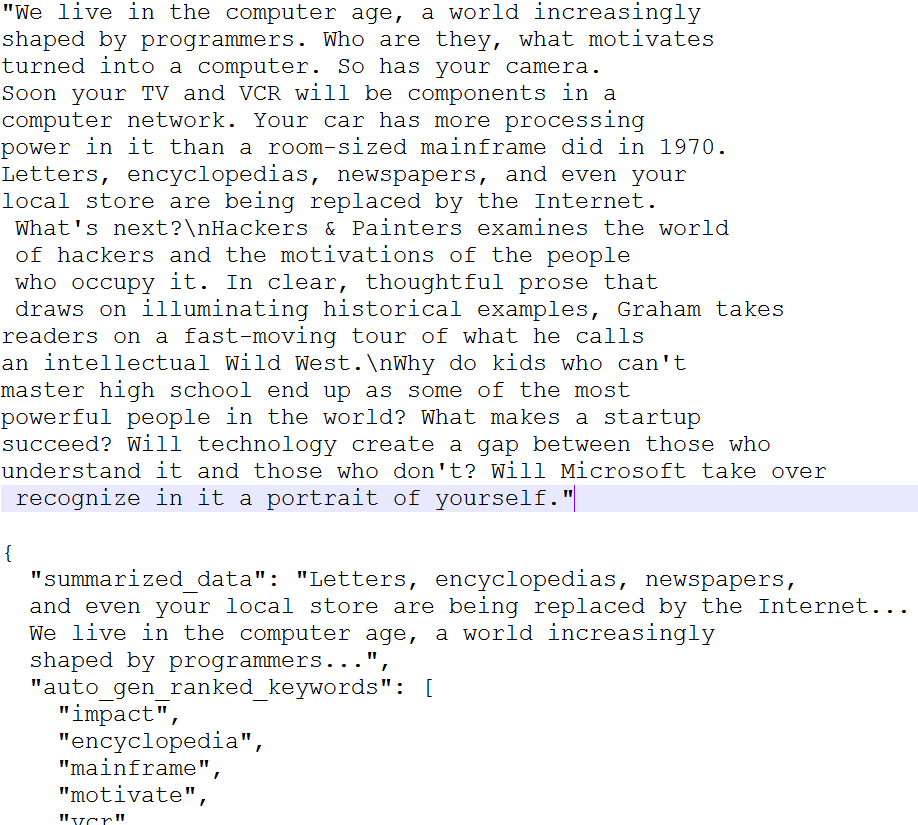 "We live in the computer age, a world increasingly
shaped by programmers. Who are they, what motivates
turned into a computer. So has your camera.
Soon your TV and VCR will be components in a
computer network. Your car has more processing
power in it than a room-sized mainframe did in 1970.
Letters, encyclopedias, newspapers, and even your
local store are being replaced by the Internet.
What's next?\nHackers & Painters examines the world
of hackers and the motivations of the people
who occupy it. In clear, thoughtful prose that
draws on illuminating historical examples, Graham takes
readers on a fast-moving tour of what he calls
an intellectual Wild West.\nWhy do kids who can't
master high school end up as some of the most
powerful people in the world? What makes a startup
succeed? Will technology create a gap between those who
understand it and those who don't? Will Microsoft take over
recognize in it a portrait of yourself."
{
"summarized_data": "Letters, encyclopedias, newspapers,
and even your local store are being replaced by the Internet...
We live in the computer age, a world increasingly
shaped by programmers...",
"auto_gen_ranked_keywords": [
"impact",
"encyclopedia",
"mainframe",
"motivate",
"vcr"